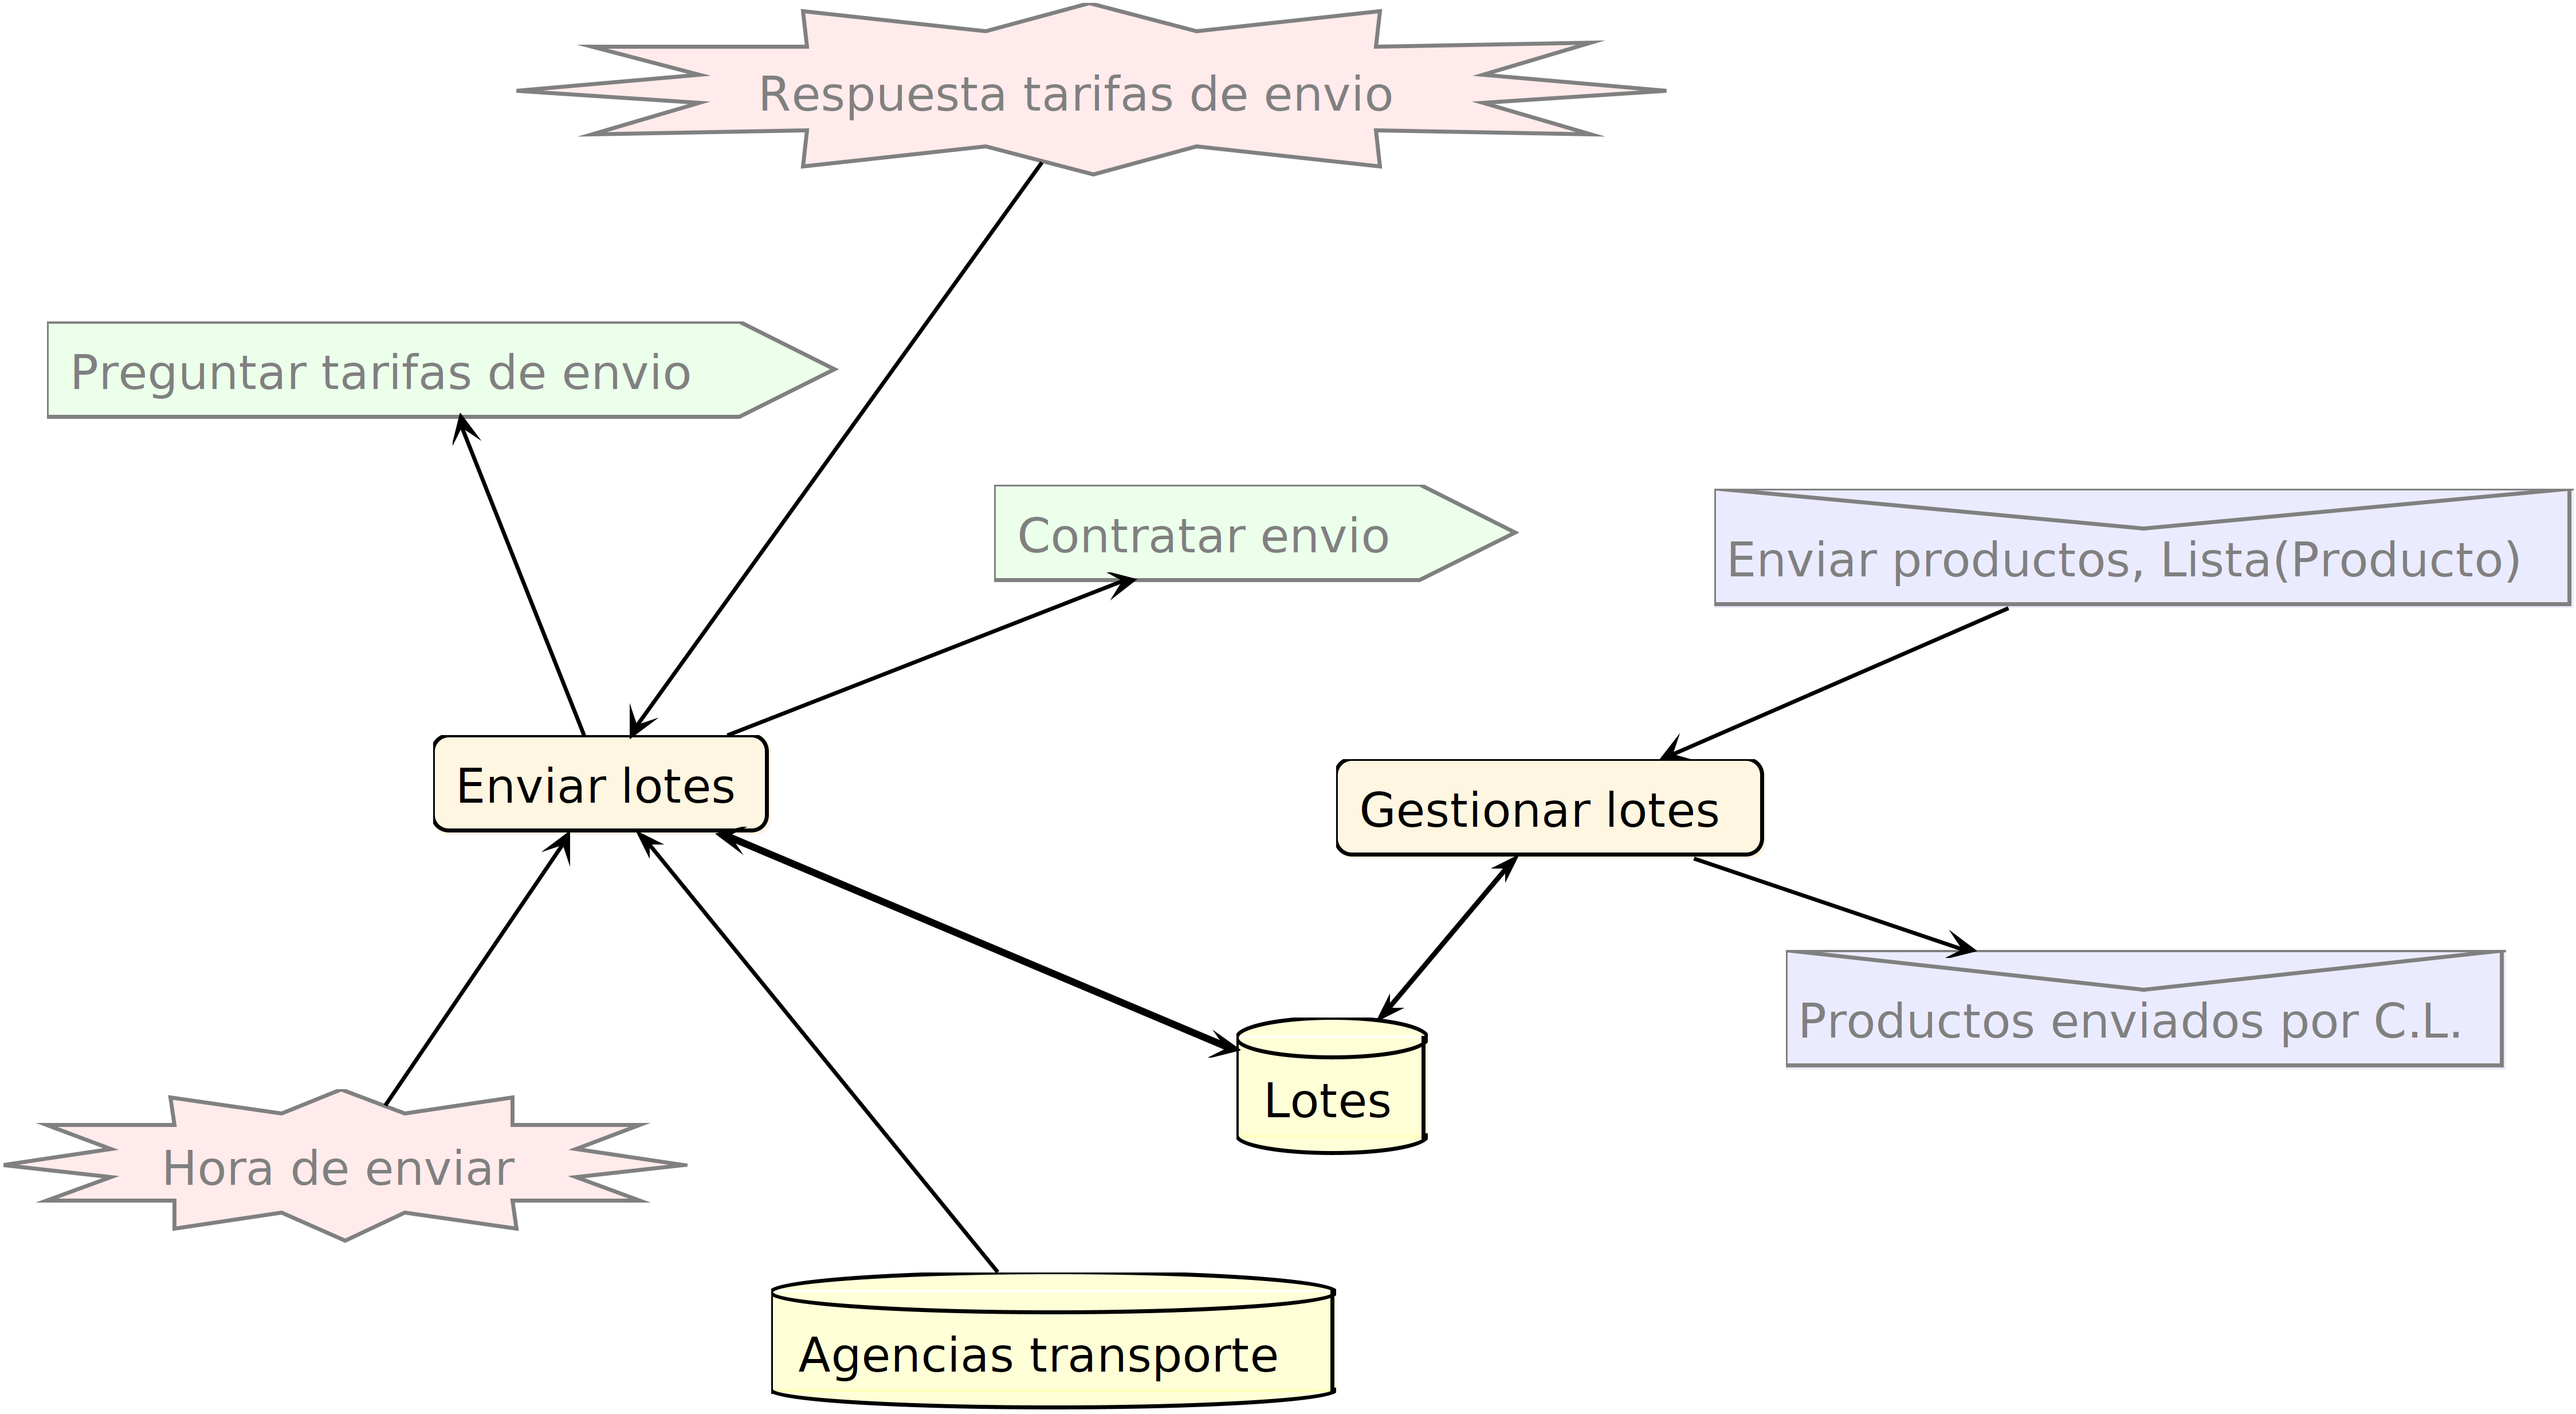 Respuesta tarifas de envio
Preguntar tarifas de envio
Contratar envio
Enviar productos, Lista(Producto)
Enviar lotes
Gestionar lotes
Productos enviados por C.L.
Lotes
Hora de enviar
Agencias transporte